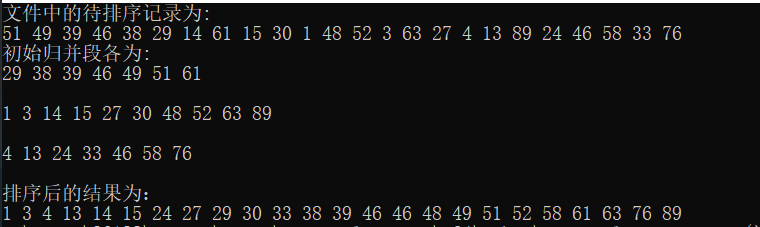 文件中的待排序记录为:
51 49 39 46 38 29 14 61 15 30 1 48 52 3 63 27 4 13 89 24 46 58 33 76
初始归并段各为:
29 38 39 46 49 51 61
1 3 14 15 27 30 48 52 63 89
4 13 24 33 46 58 76
排序后的结果为：
1 3 4 13 14 15 24 27 29 30 33 38 39 46 46 48 49 51 52 58 61 63 76 89